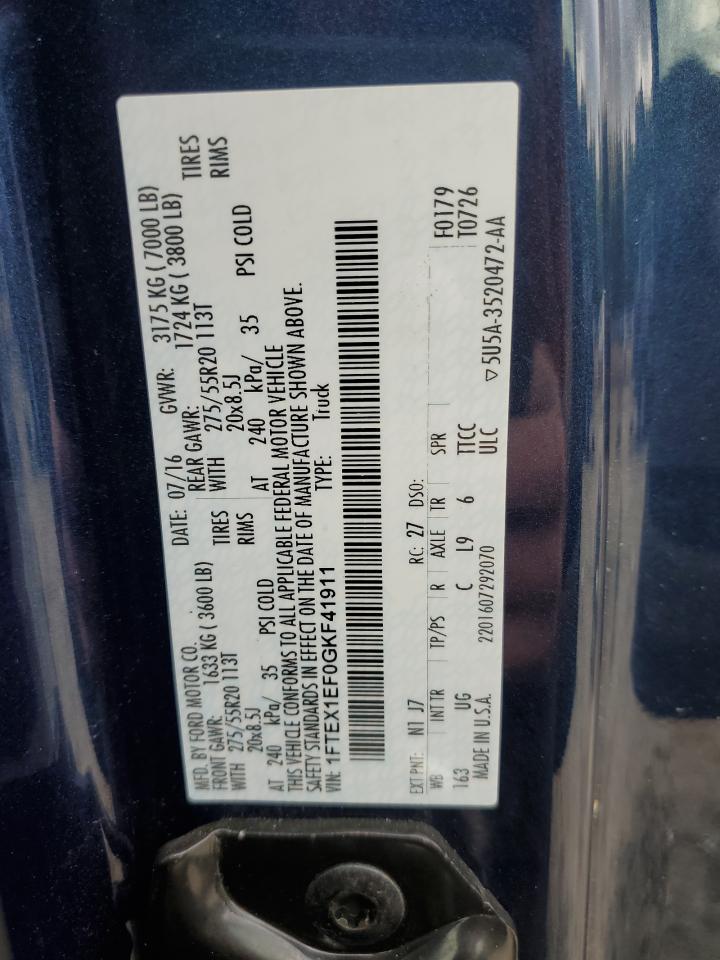 MFD. BY FORD MOTOR CO.
DATE: 07/16 GVWR: 3175 KG ( 7000 LB)
FRONT GAWR: 1633 KG ( 3600 LB) REAR GAWR: 1724 KG ( 3800 LB)
WITH 275/55R20 113T TIRES WITH 275/55R20 113T TIRES
20x8.5J RIMS 20x8.5J RIMS
AT 240 kPa/ 35 PSI COLD AT 240 kPa/ 35 PSI COLD
THIS VEHICLE CONFORMS TO ALL APPLICABLE FEDERAL MOTOR VEHICLE
SAFETY STANDARDS IN EFFECT ON THE DATE OF MANUFACTURE SHOWN ABOVE.
VIN: 1FTEX1EF0GKF41911 TYPE: Truck
EXT PNT: N1 J7 RC: 27 DSO: F0179
WB INT TR TP/PS R AXLE TR SPR T0726
163 UG C L9 6 TTCC
MADE IN U.S.A. 2201607292070 ULC ▽5U5A-3520472-AA